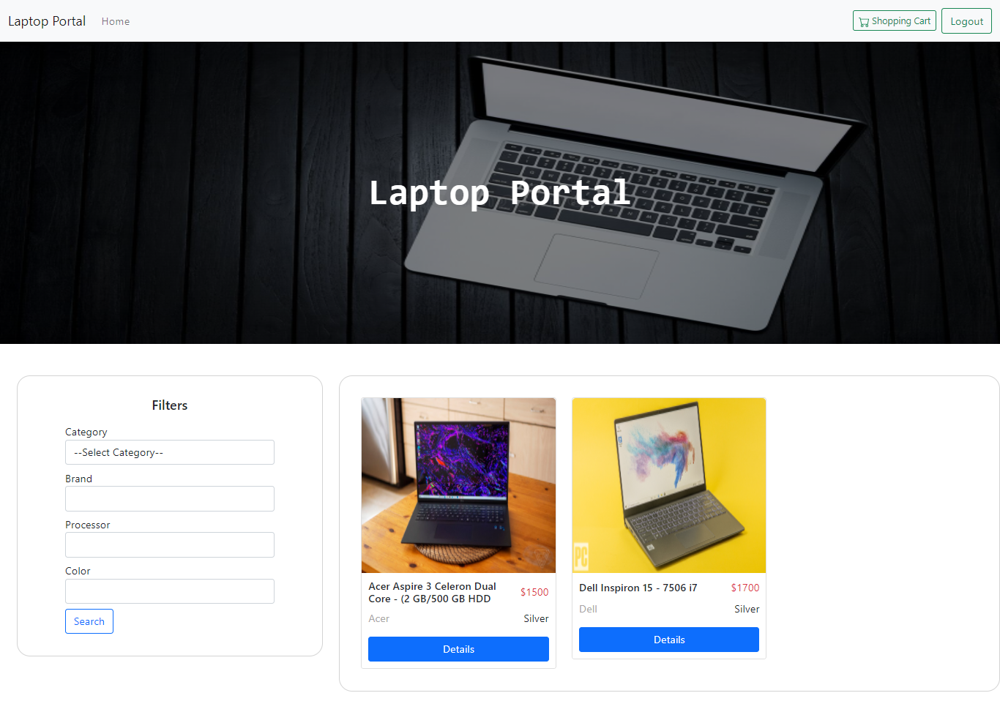 Laptop Portal
Home
Shopping Cart
Logout
Laptop Portal
Filters
Category
--Select Category--
Brand
Processor
Color
Search
PC
Acer Aspire 3 Celeron Dual
Core - (2 GB/500 GB HDD
$1500
Acer
Silver
Details
Dell Inspiron 15 - 7506 i7
$1700
Dell
Silver
Details